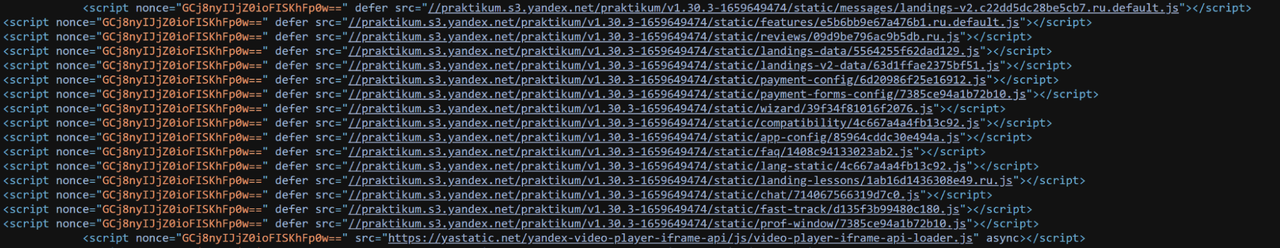 <script nonce="GCj8nyIJjZ0ioFISKhFp0w==" defer src="//praktikum.s3.yandex.net/praktikum/v1.30.3-1659649474/static/messages/landings-v2.c22dd5dc28be5cb7.ru.default.js"></script>
<script nonce="GCj8nyIJjZ0ioFISKhFp0w==" defer src="//praktikum.s3.yandex.net/praktikum/v1.30.3-1659649474/static/features/e5b6bb9e67a476b1.ru.default.js"></script>
<script nonce="GCj8nyIJjZ0ioFISKhFp0w==" defer src="//praktikum.s3.yandex.net/praktikum/v1.30.3-1659649474/static/reviews/09d9be796ac9b5db.ru.js"></script>
<script nonce="GCj8nyIJjZ0ioFISKhFp0w==" defer src="//praktikum.s3.yandex.net/praktikum/v1.30.3-1659649474/static/landings-data/5564255f62dad129.js"></script>
<script nonce="GCj8nyIJjZ0ioFISKhFp0w==" defer src="//praktikum.s3.yandex.net/praktikum/v1.30.3-1659649474/static/landings-v2-data/63d1ffae2375bf51.js"></script>
<script nonce="GCj8nyIJjZ0ioFISKhFp0w==" defer src="//praktikum.s3.yandex.net/praktikum/v1.30.3-1659649474/static/payment-config/6d20986f25e16912.js"></script>
<script nonce="GCj8nyIJjZ0ioFISKhFp0w==" defer src="//praktikum.s3.yandex.net/praktikum/v1.30.3-1659649474/static/payment-forms-config/7385ce94a1b72b10.js"></script>
<script nonce="GCj8nyIJjZ0ioFISKhFp0w==" defer src="//praktikum.s3.yandex.net/praktikum/v1.30.3-1659649474/static/wizard/39f34f81016f2076.js"></script>
<script nonce="GCj8nyIJjZ0ioFISKhFp0w==" defer src="//praktikum.s3.yandex.net/praktikum/v1.30.3-1659649474/static/compatibility/4c667a4a4fb13c92.js"></script>
<script nonce="GCj8nyIJjZ0ioFISKhFp0w==" defer src="//praktikum.s3.yandex.net/praktikum/v1.30.3-1659649474/static/app-config/85964cddc30e494a.js"></script>
<script nonce="GCj8nyIJjZ0ioFISKhFp0w==" defer src="//praktikum.s3.yandex.net/praktikum/v1.30.3-1659649474/static/faq/1408c94133023ab2.js"></script>
<script nonce="GCj8nyIJjZ0ioFISKhFp0w==" defer src="//praktikum.s3.yandex.net/praktikum/v1.30.3-1659649474/static/lang-static/4c667a4a4fb13c92.js"></script>
<script nonce="GCj8nyIJjZ0ioFISKhFp0w==" defer src="//praktikum.s3.yandex.net/praktikum/v1.30.3-1659649474/static/landing-lessons/1ab16d1436308e49.ru.js"></script>
<script nonce="GCj8nyIJjZ0ioFISKhFp0w==" defer src="//praktikum.s3.yandex.net/praktikum/v1.30.3-1659649474/static/chat/714067566319d7c0.js"></script>
<script nonce="GCj8nyIJjZ0ioFISKhFp0w==" defer src="//praktikum.s3.yandex.net/praktikum/v1.30.3-1659649474/static/fast-track/d135f3b99480c180.js"></script>
<script nonce="GCj8nyIJjZ0ioFISKhFp0w==" defer src="//praktikum.s3.yandex.net/praktikum/v1.30.3-1659649474/static/prof-window/7385ce94a1b72b10.js"></script>
<script nonce="GCj8nyIJjZ0ioFISKhFp0w==" src="https://yastatic.net/yandex-video-player-iframe-api/js/video-player-iframe-api-loader.js" async></script>